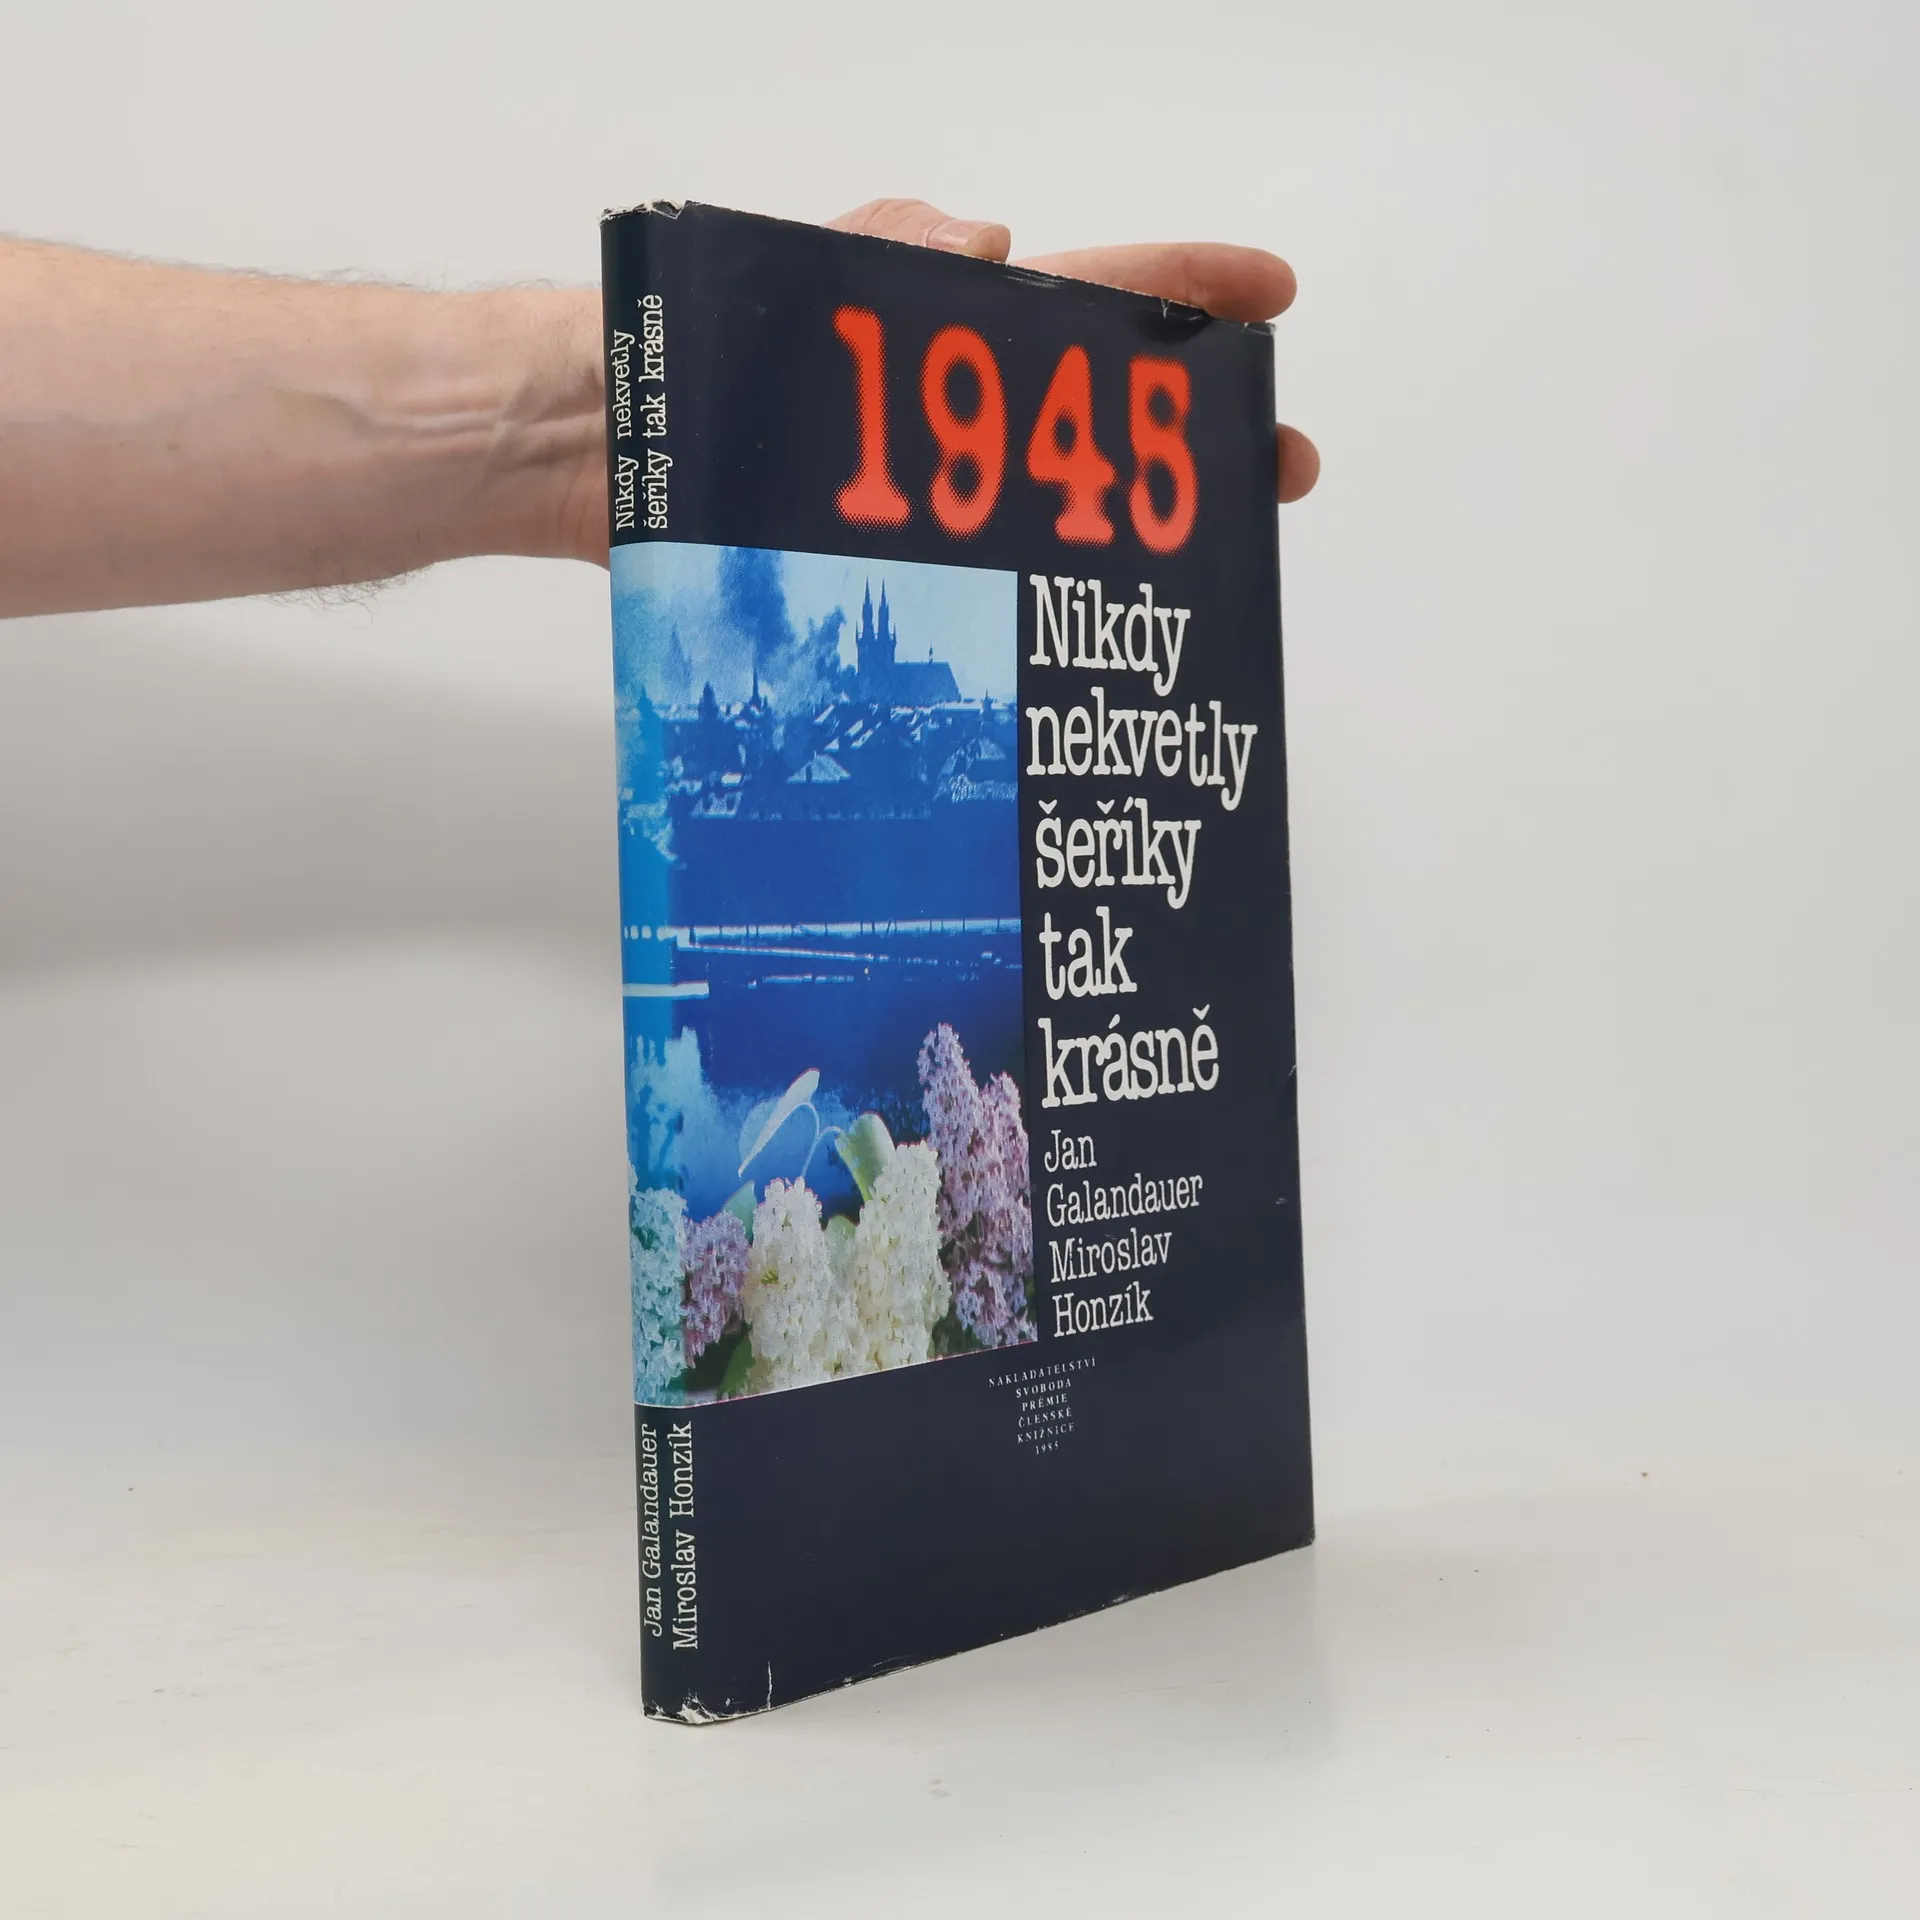 Nikdy nekvetly
šeříky tak krásně
Jan Galandauer
Miroslav Honzík
1945
Nikdy
nekvetly
šeříky
tak
krásně
Jan
Galandauer
Miroslav
Honzík
NAKLADATELSTVÍ
SVOBODA
PRÉMIE
ČLENSKÉ
KNIŽNICE
1985